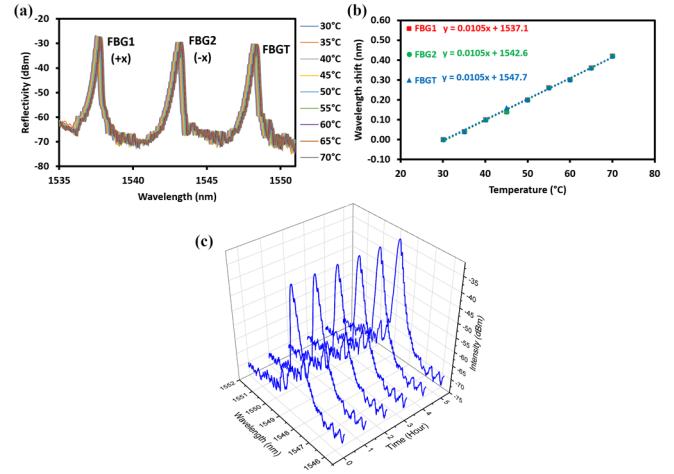 (a)
-20
-30
-40
-50
-60
-70
-80
Reflectivity (dBm)
FBG1
(+x)
FBG2
(-x)
FBGT
1535
1540
1545
1550
Wavelength (nm)
30°C
35°C
40°C
45°C
50°C
55°C
60°C
65°C
70°C
(b)
0.60
0.50
0.40
0.30
0.20
0.10
0.00
-0.10
Wavelength shift (nm)
FBG1 y = 0.0105x + 1537.1
FBG2 y = 0.0105x + 1542.6
FBGT y = 0.0105x + 1547.7
20
30
40
50
60
70
80
Temperature (°C)
(c)
-35
-40
-45
-50
-55
-60
-65
-70
-75
Intensity (dBm)
1552
1551
1550
1549
1548
1547
1546
Wavelength (nm)
0
1
2
3
4
5
Time (Hour)